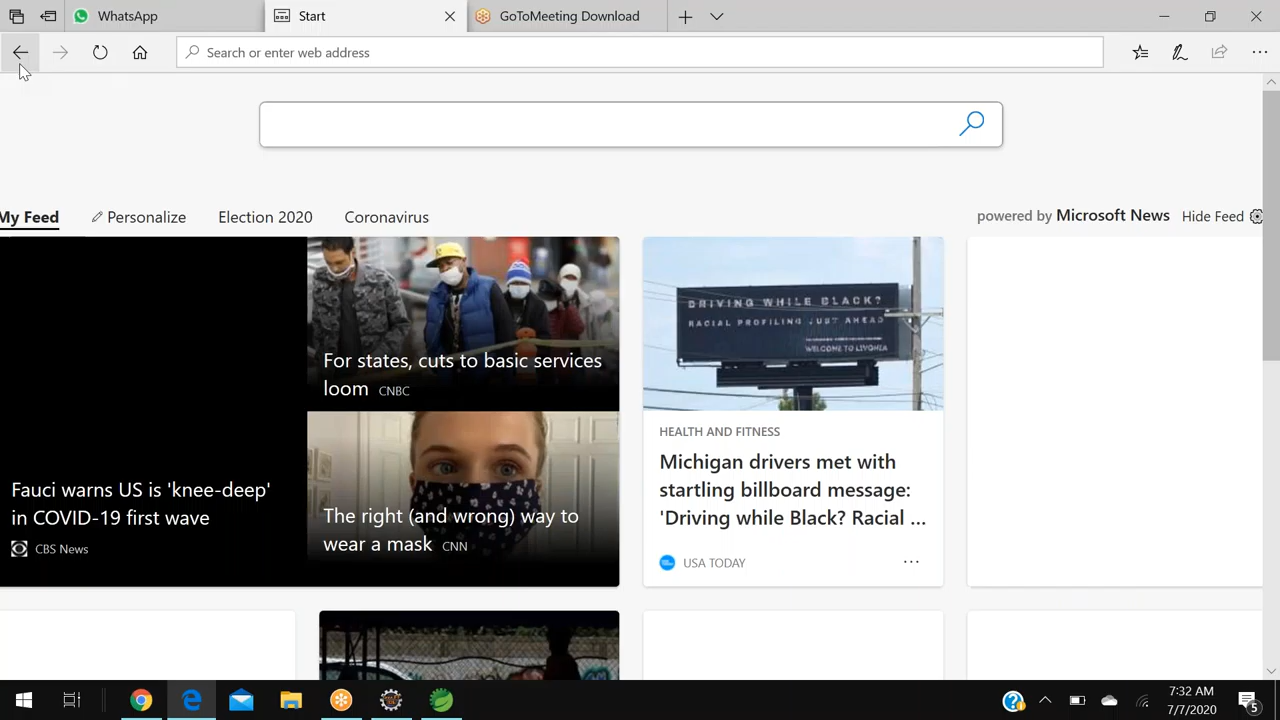 WhatsApp
Start
GoToMeeting Download
Search or enter web address
My Feed
Personalize
Election 2020
Coronavirus
powered by Microsoft News
Hide Feed
For states, cuts to basic services
loom CNBC
Fauci warns US is 'knee-deep'
in COVID-19 first wave
CBS News
The right (and wrong) way to
wear a mask CNN
DRIVING WHILE BLACK?
RACIAL PROFILING JUST AHEAD
WELCOME TO LIVONIA
HEALTH AND FITNESS
Michigan drivers met with
startling billboard message:
'Driving while Black? Racial ...
USA TODAY
7:32 AM
7/7/2020
5